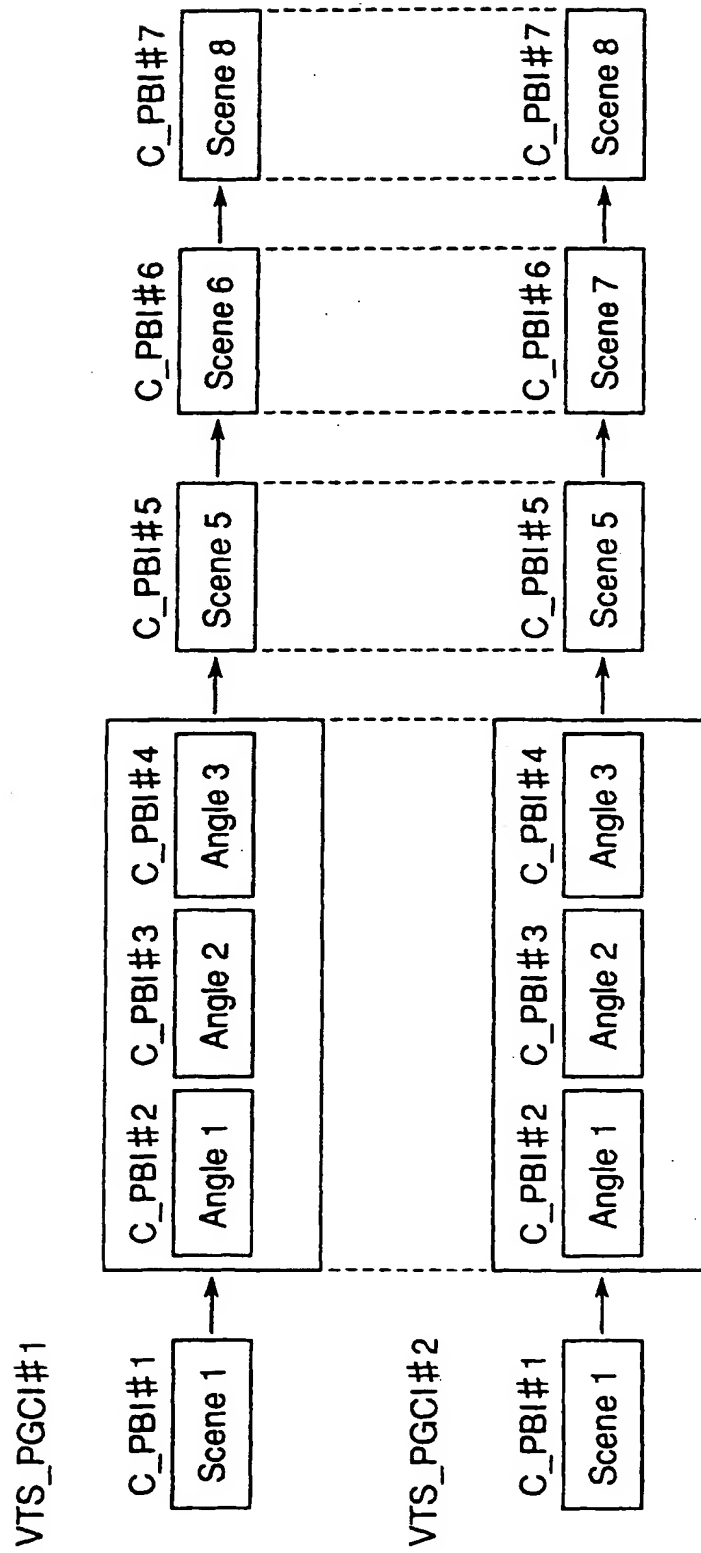 VTS_PGCI#1
C_PBI#1
Scene 1
C_PBI#2
Angle 1
C_PBI#3
Angle 2
C_PBI#4
Angle 3
C_PBI#5
Scene 5
C_PBI#6
Scene 6
C_PBI#7
Scene 8
VTS_PGCI#2
C_PBI#1
Scene 1
C_PBI#2
Angle 1
C_PBI#3
Angle 2
C_PBI#4
Angle 3
C_PBI#5
Scene 5
C_PBI#6
Scene 7
C_PBI#7
Scene 8